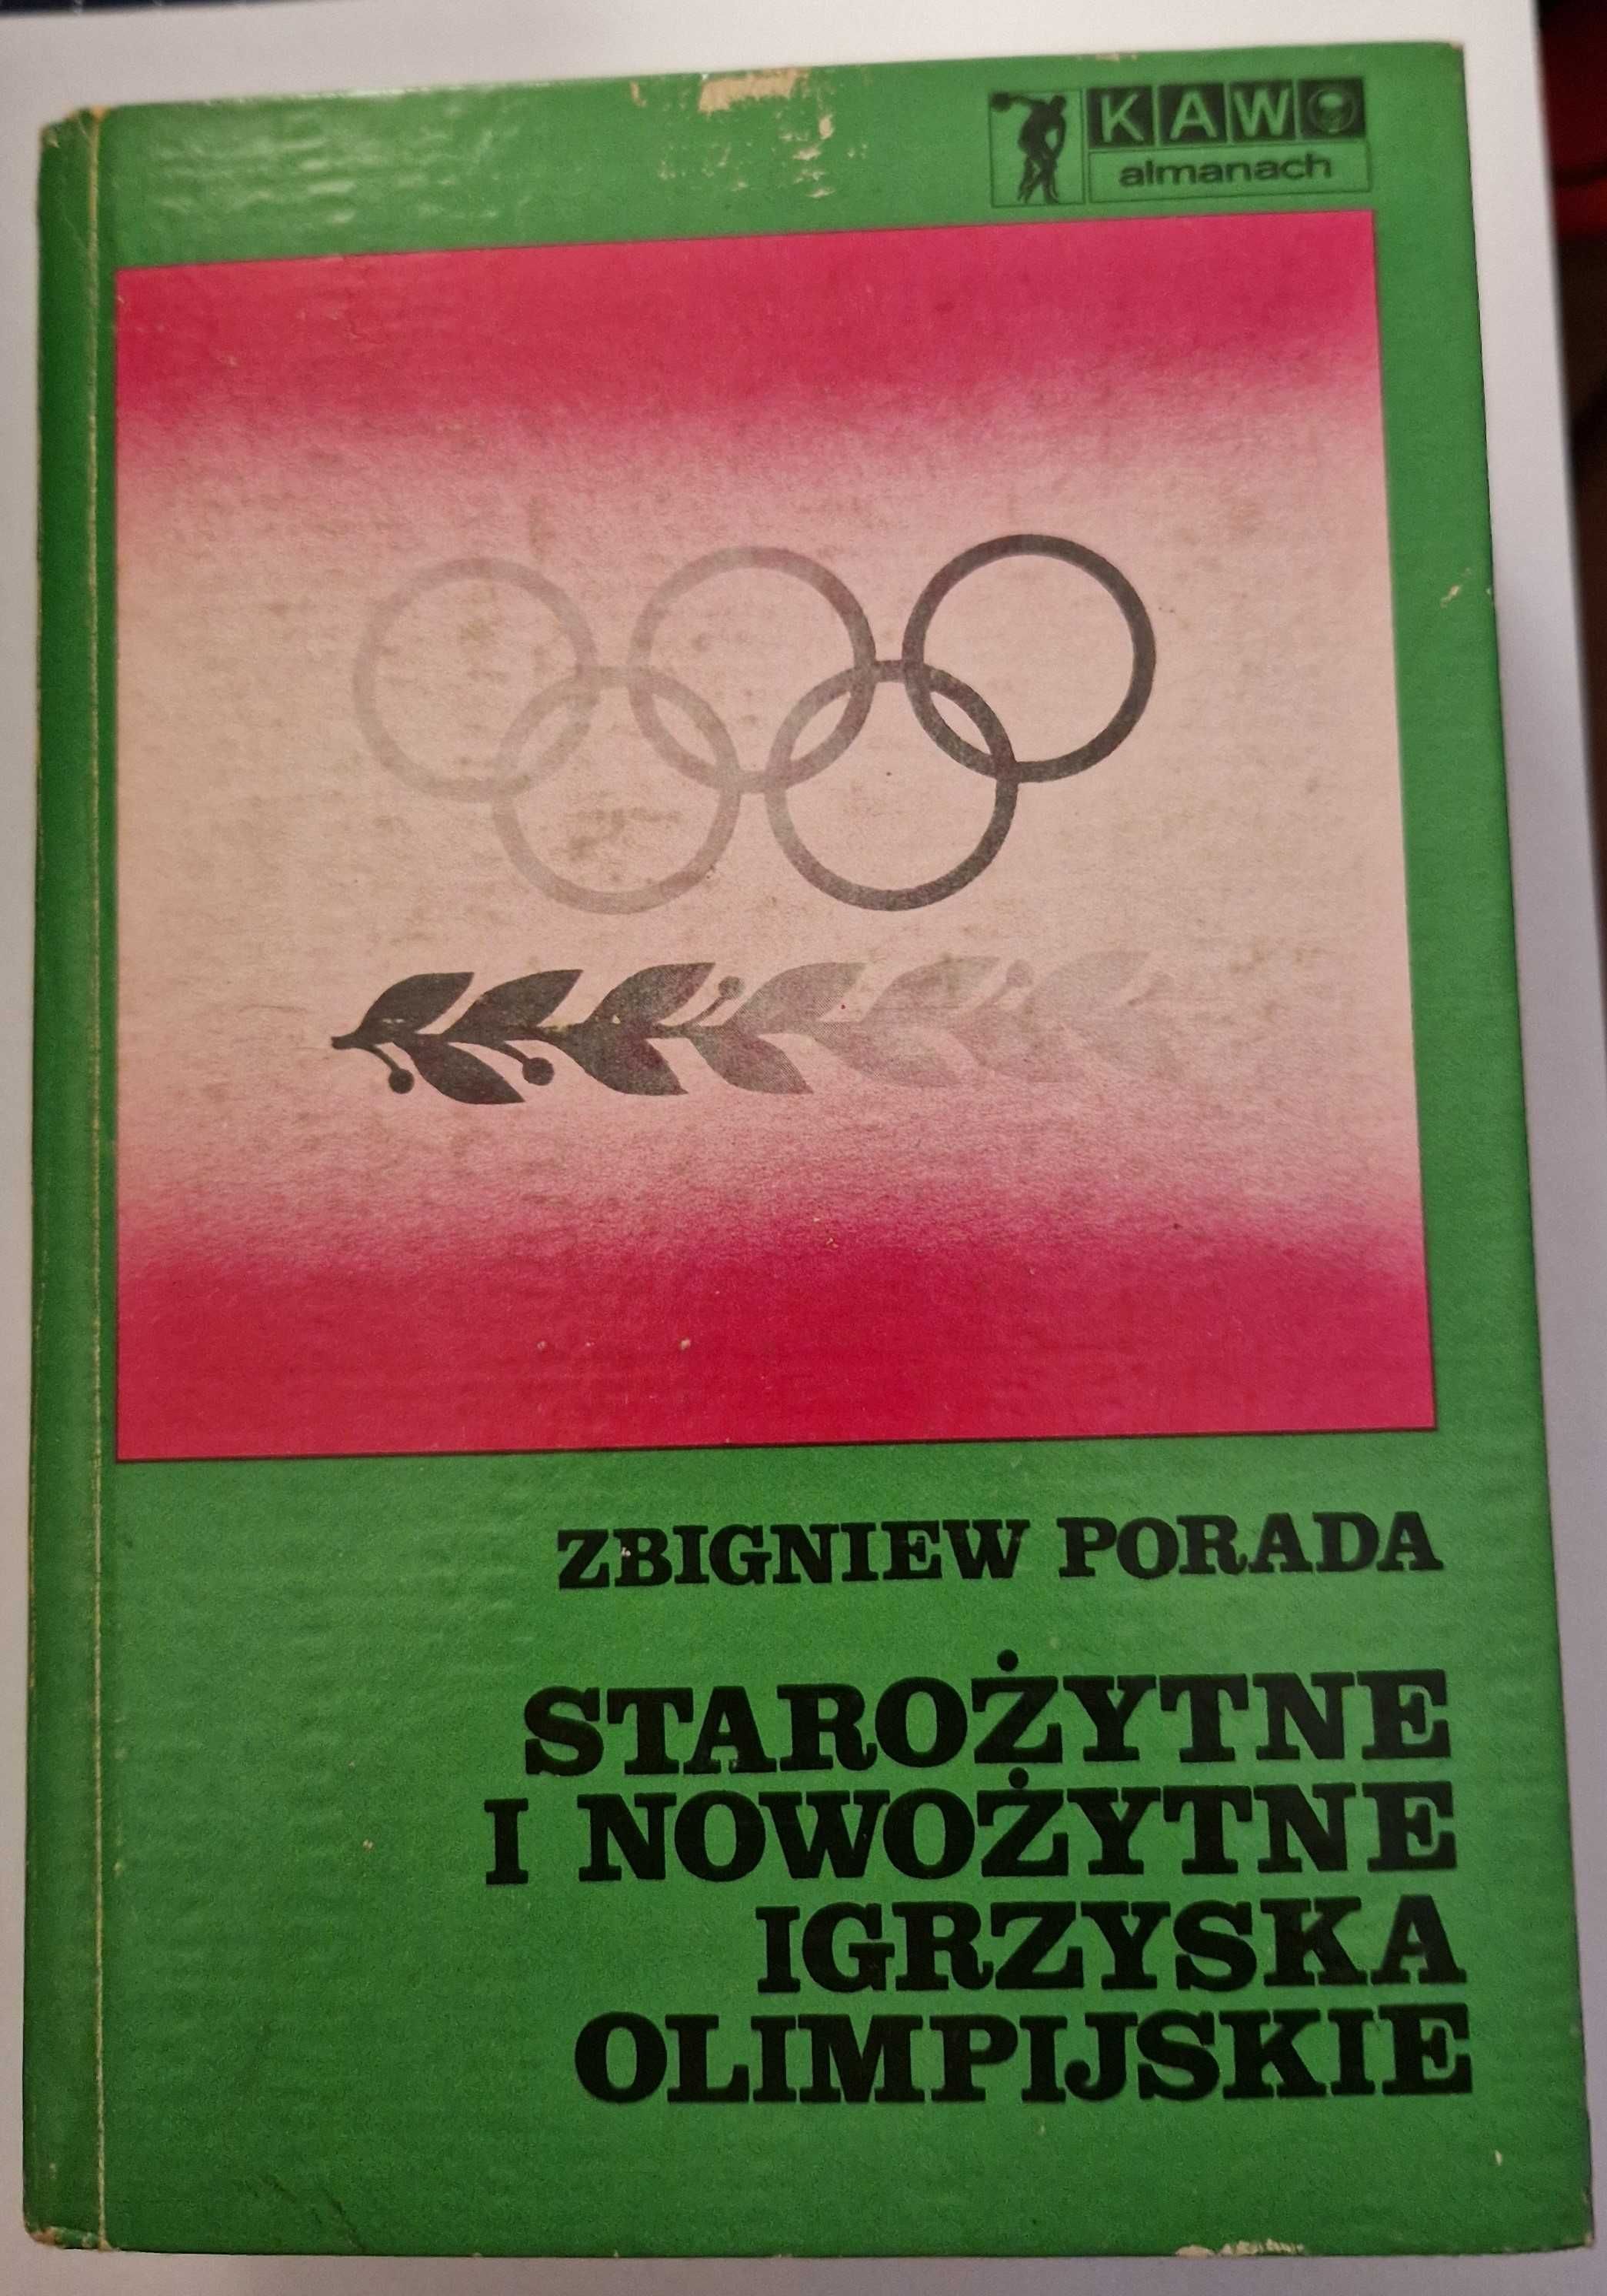 KAW
almanach
ZBIGNIEW PORADA
STAROŻYTNE
I NOWOŻYTNE
IGRZYSKA
OLIMPIJSKIE